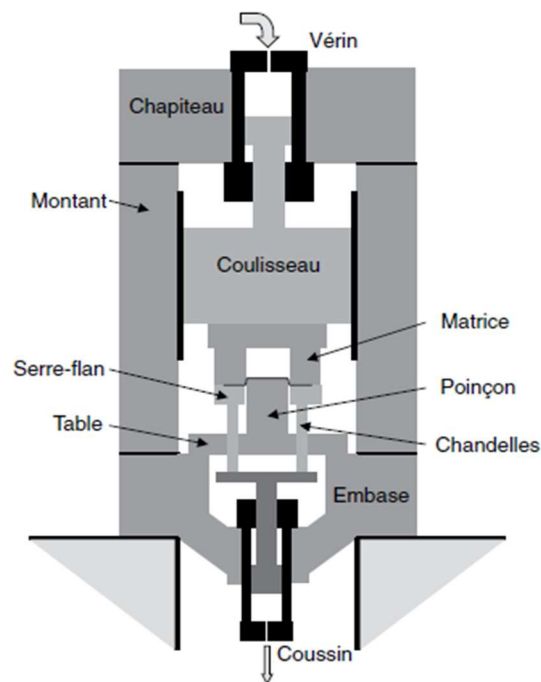 Vérin
Chapiteau
Montant
Coulisseau
Matrice
Serre-flan
Poinçon
Table
Chandelles
Embase
Coussin